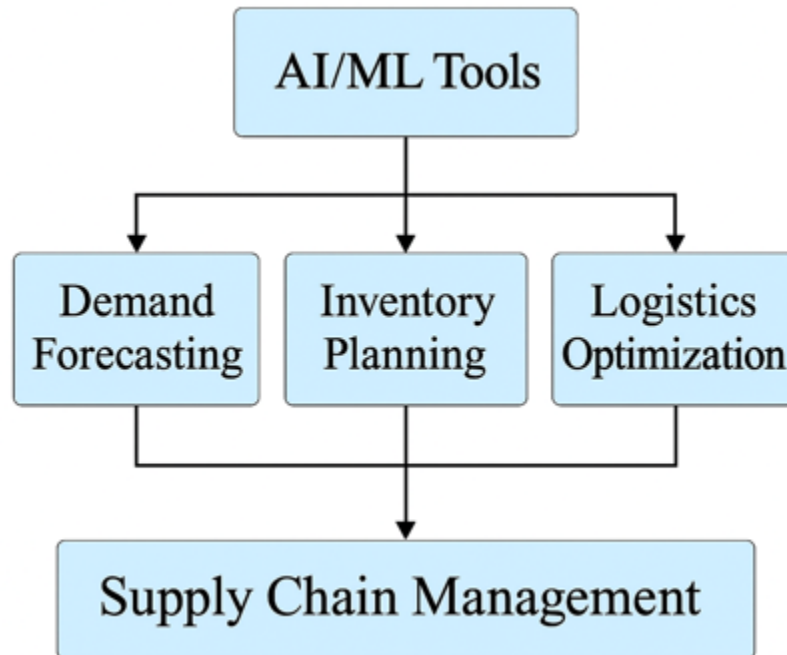 AI/ML Tools
Demand
Forecasting
Inventory
Planning
Logistics
Optimization
Supply Chain Management